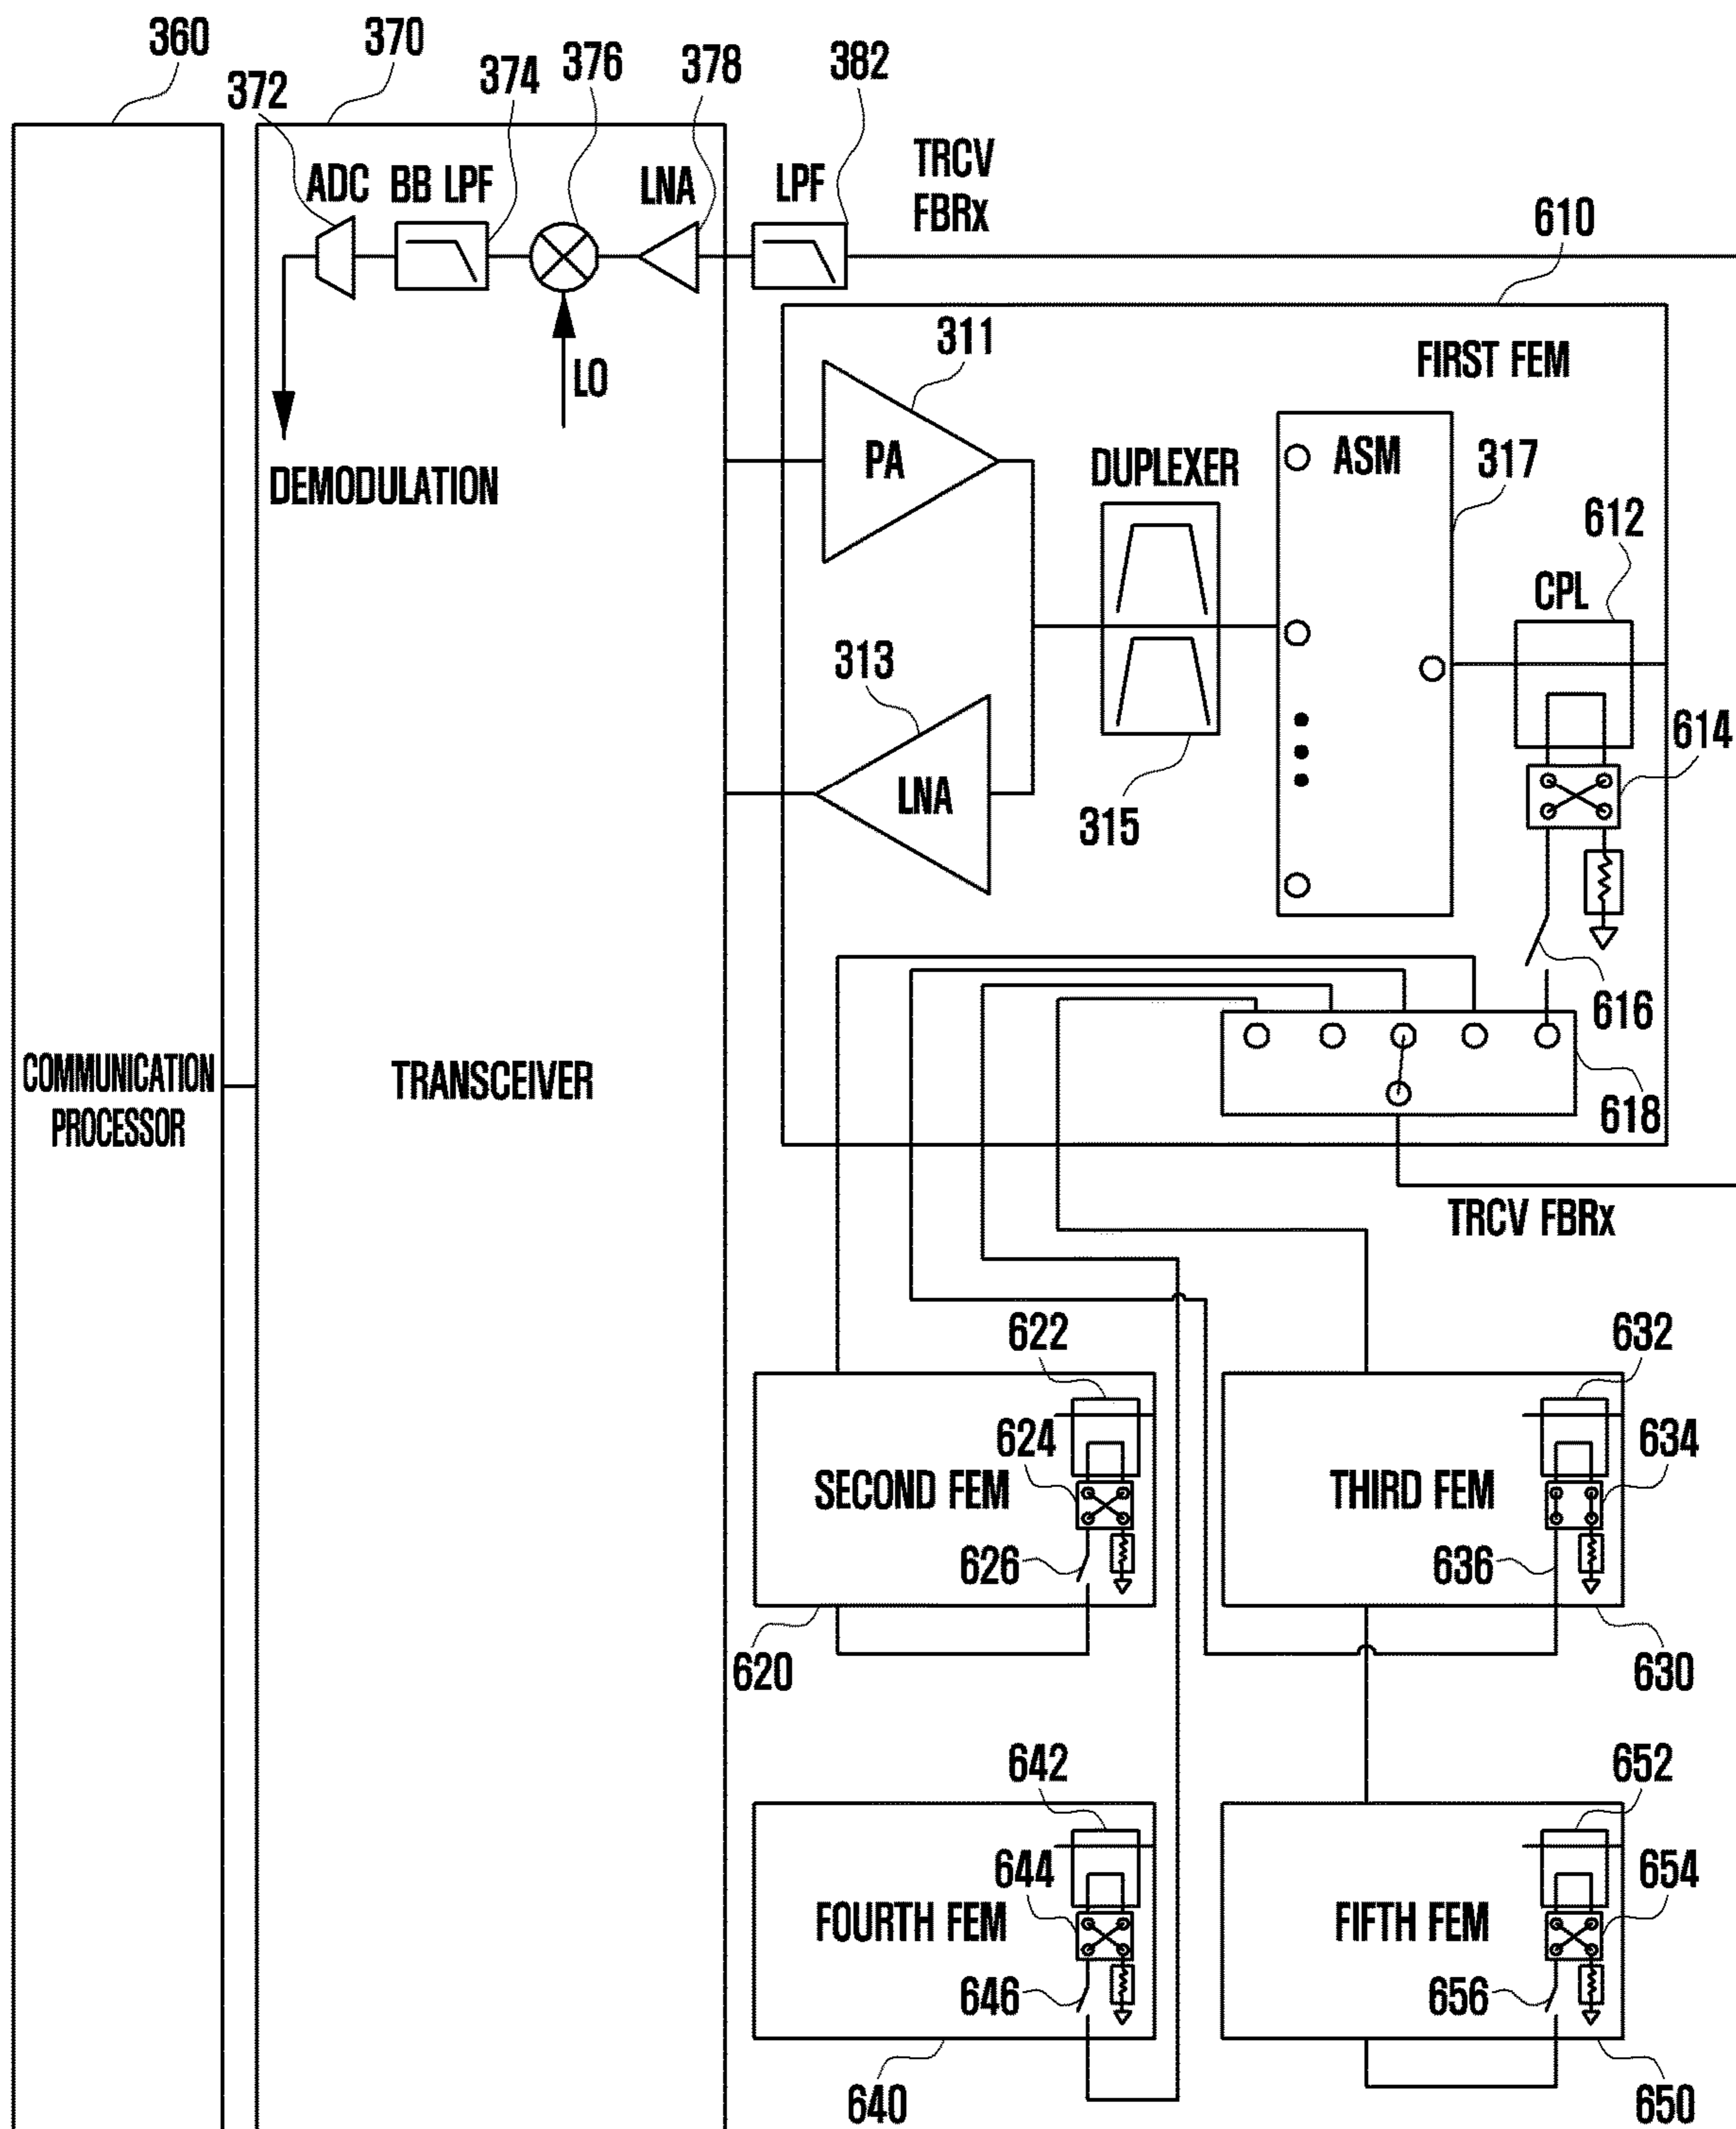 360
370
372
374
376
378
382
ADC
BB LPF
LNA
LPF
TRCV
FBRx
610
LO
311
FIRST FEM
DEMODULATION
PA
DUPLEXER
ASM
317
612
CPL
313
614
LNA
315
616
COMMUNICATION
PROCESSOR
TRANSCEIVER
618
TRCV FBRx
622
632
624
634
SECOND FEM
THIRD FEM
626
636
620
630
642
652
644
654
FOURTH FEM
FIFTH FEM
646
656
640
650